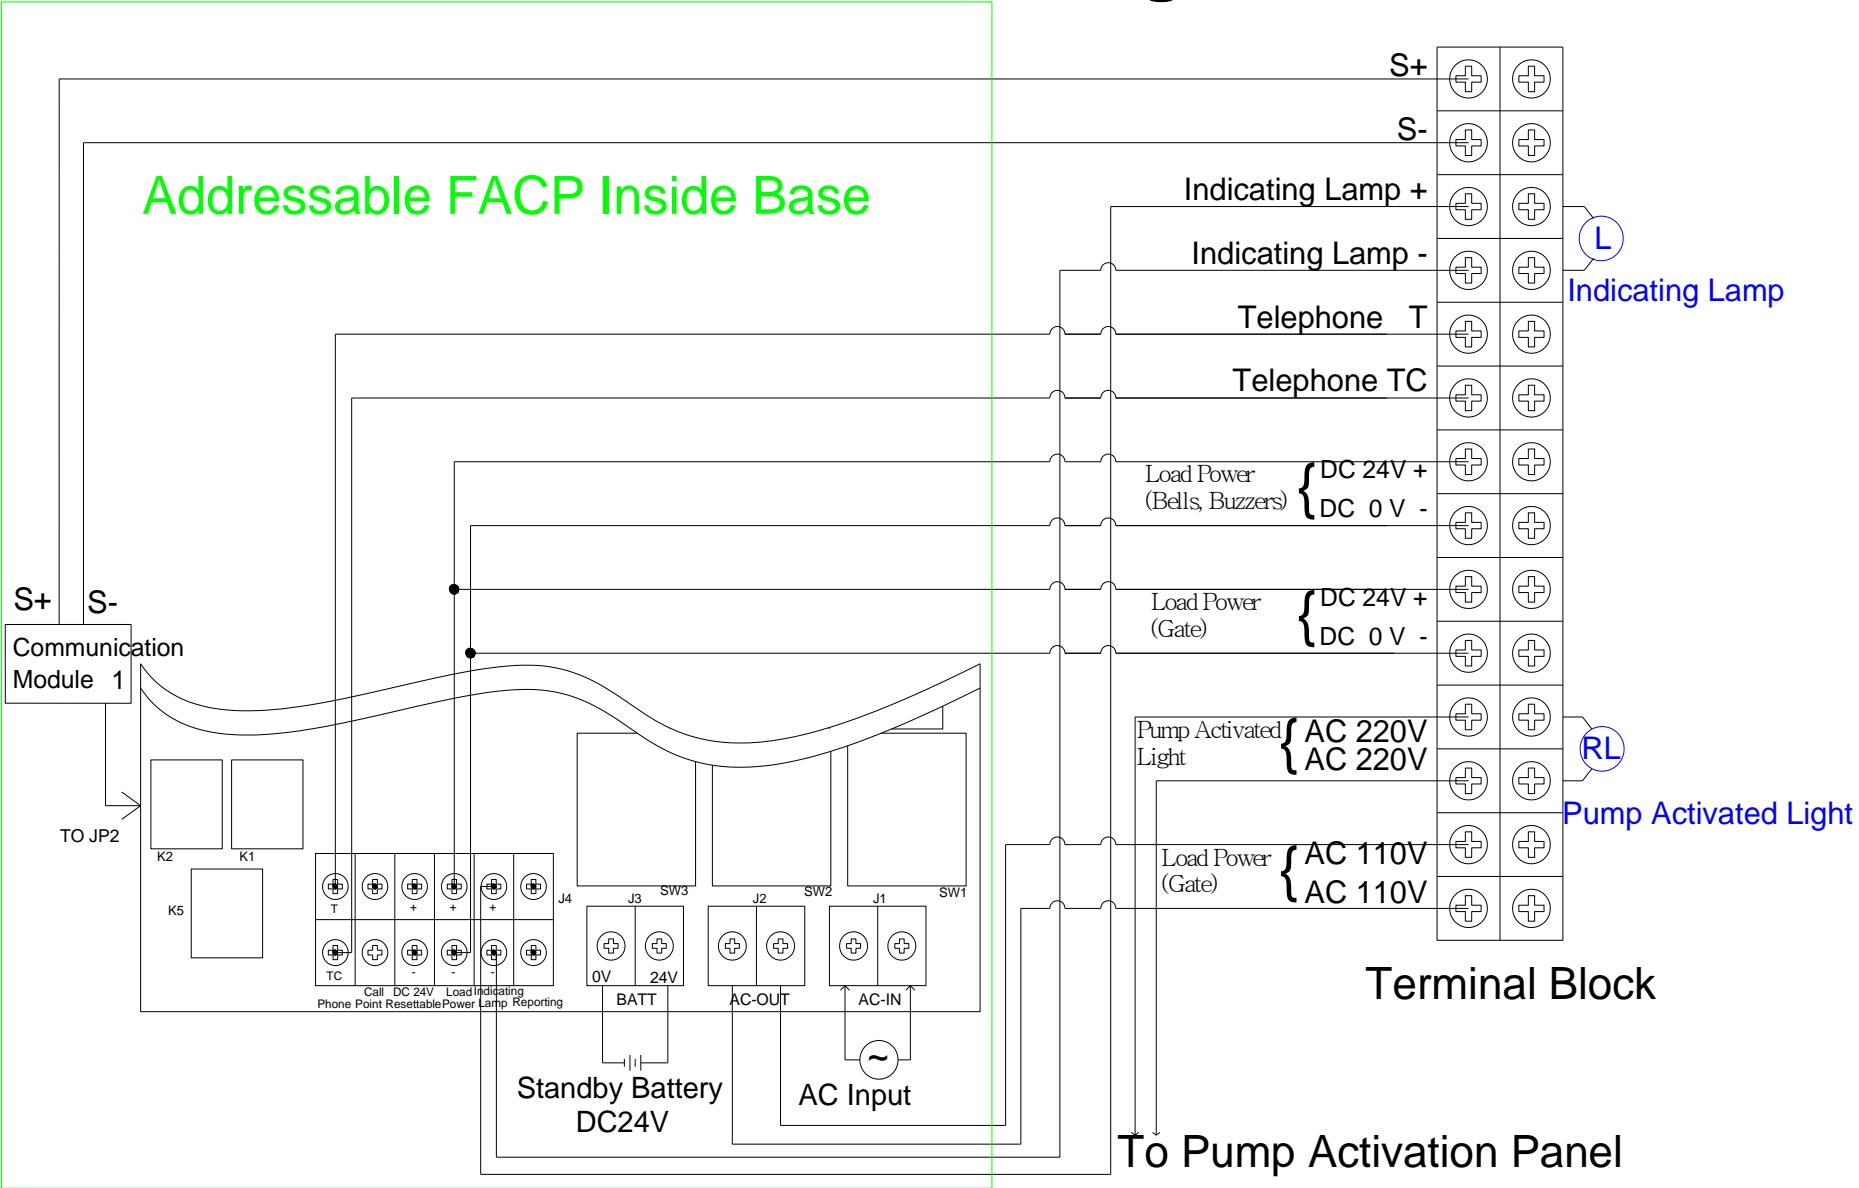 S+
S-
Addressable FACP Inside Base
Indicating Lamp +
L
Indicating Lamp -
Indicating Lamp
Telephone T
Telephone TC
Load Power
(Bells, Buzzers)
{ DC 24V +
DC 0 V -
S+ S-
Load Power
(Gate)
{ DC 24V +
DC 0 V -
Communication
Module 1
Pump Activated
Light
{ AC 220V
AC 220V
RL
Pump Activated Light
TO JP2
K2 K1
K5
Load Power
(Gate)
{ AC 110V
AC 110V
SW3 SW2 SW1
J4 J3 J2 J1
T + + +
TC - - -
0V 24V
Phone
Call
Point
DC 24V
Resettable
Load
Power
Indicating
Lamp
Reporting
BATT AC-OUT AC-IN
Terminal Block
~
Standby Battery
DC24V
AC Input
To Pump Activation Panel